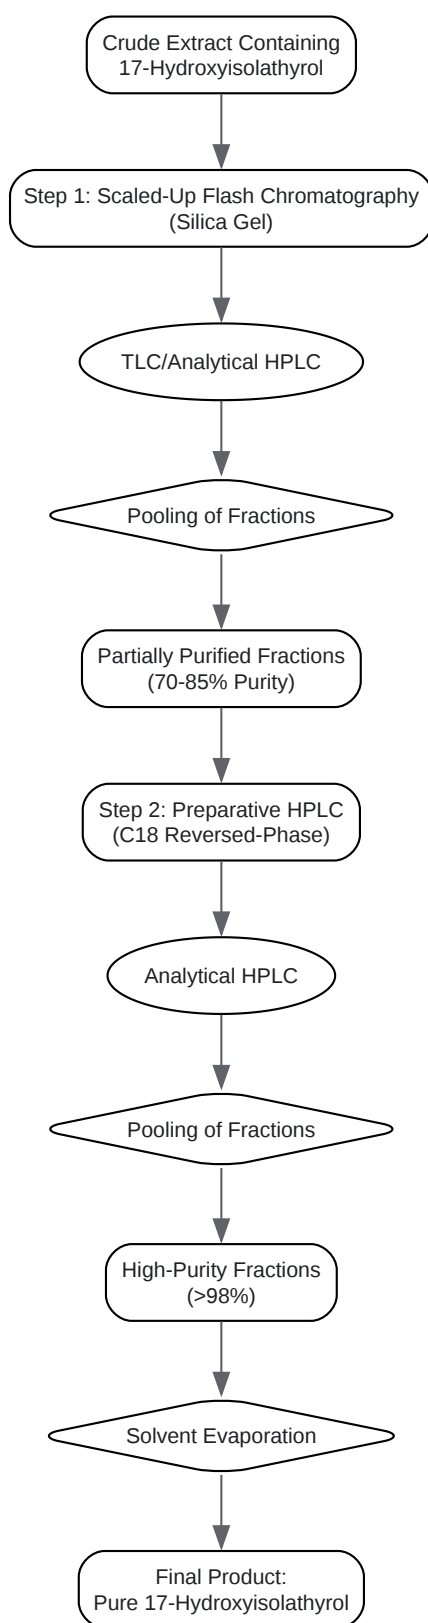 Crude Extract Containing
17-Hydroxyisolathyrol
Step 1: Scaled-Up Flash Chromatography
(Silica Gel)
TLC/Analytical HPLC
Pooling of Fractions
Partially Purified Fractions
(70-85% Purity)
Step 2: Preparative HPLC
(C18 Reversed-Phase)
Analytical HPLC
Pooling of Fractions
High-Purity Fractions
(>98%)
Solvent Evaporation
Final Product:
Pure 17-Hydroxyisolathyrol